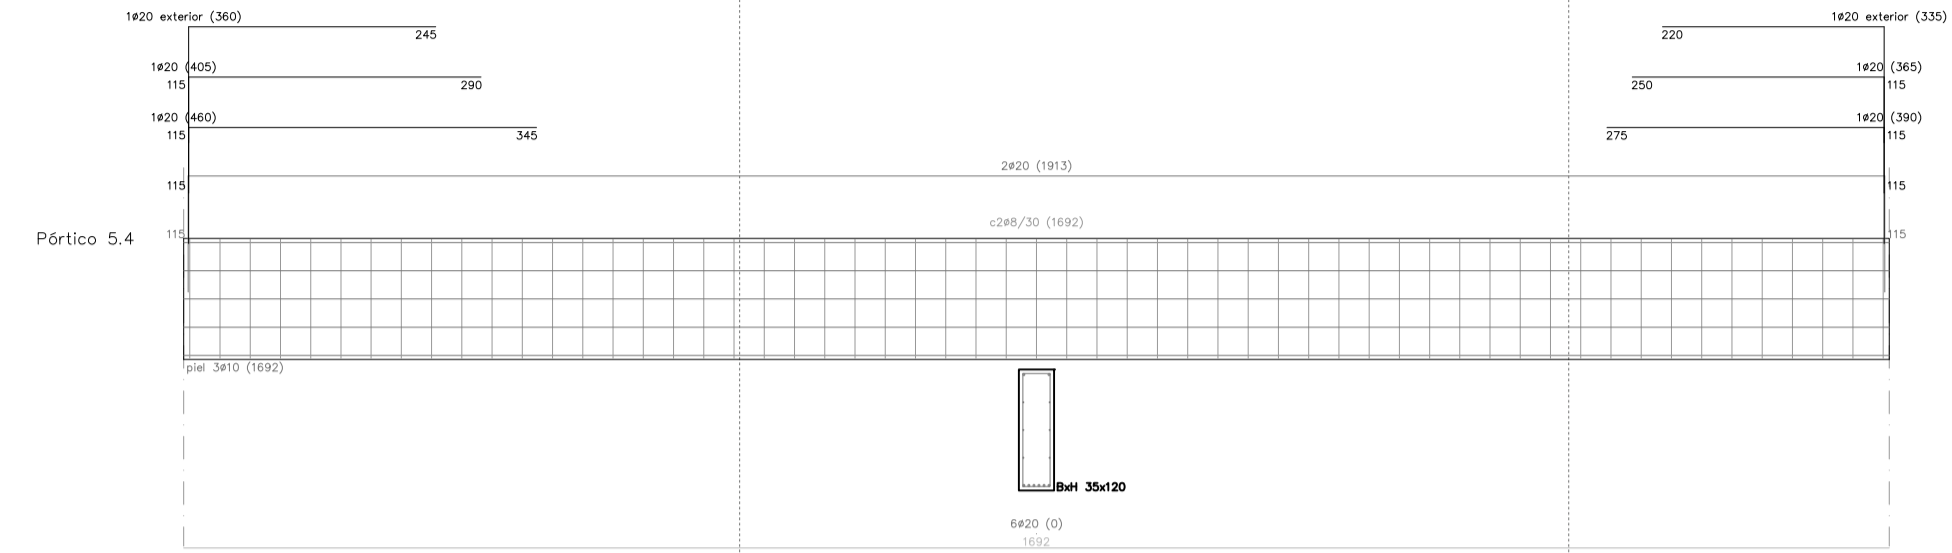 1ø20 exterior (360)
1ø20 exterior (335)
245
220
1ø20 (405)
1ø20 (365)
115
290
250
115
1ø20 (460)
1ø20 (390)
115
345
275
115
2ø20 (1913)
115
115
c2ø8/30 (1692)
Pórtico 5.4
115
115
piel 3ø10 (1692)
BxH 35x120
6ø20 (0)
1692